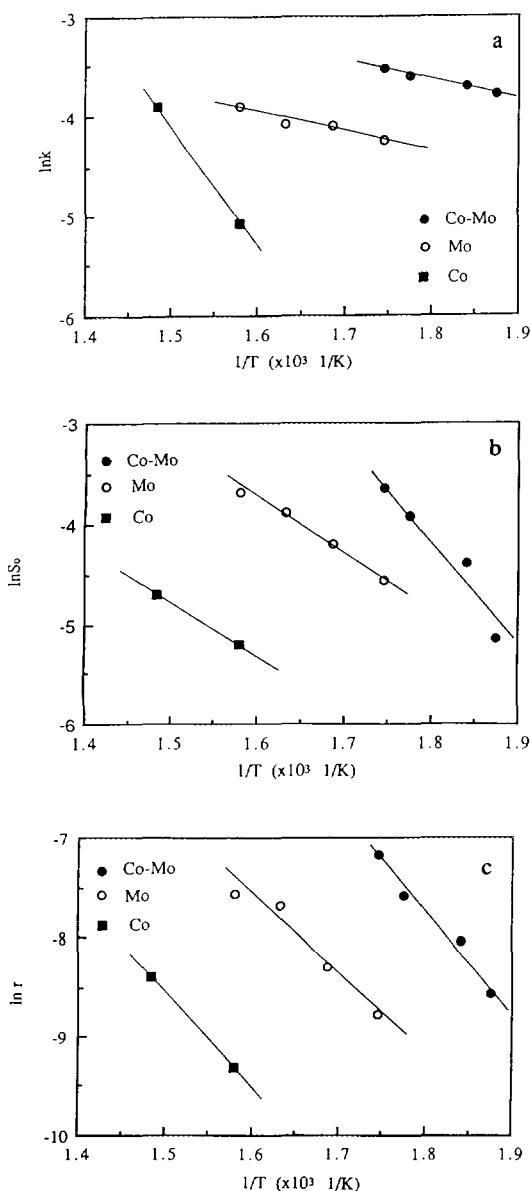 -3
a
-4
lnk
-5
Co-Mo
Mo
Co
-6
1.4 1.5 1.6 1.7 1.8 1.9
1/T (x10³ 1/K)
-3
b
Co-Mo
Mo
-4
Co
lnS₀
-5
-6
1.4 1.5 1.6 1.7 1.8 1.9
1/T (x10³ 1/K)
-7
c
Co-Mo
Mo
Co
-8
ln r
-9
-10
1.4 1.5 1.6 1.7 1.8 1.9
1/T (x10³ 1/K)